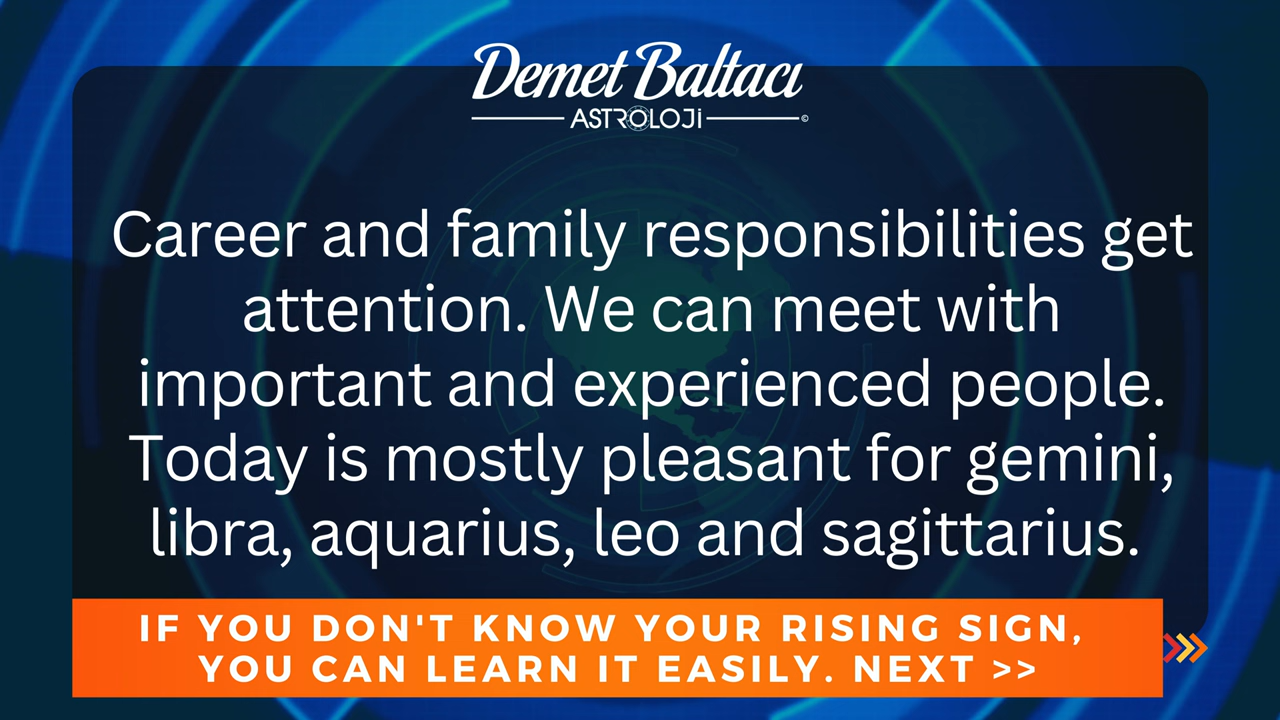 Demet Baltacı
ASTROLOJİ
©
Career and family responsibilities get
attention. We can meet with
important and experienced people.
Today is mostly pleasant for gemini,
libra, aquarius, leo and sagittarius.
IF YOU DON'T KNOW YOUR RISING SIGN,
YOU CAN LEARN IT EASILY. NEXT >>